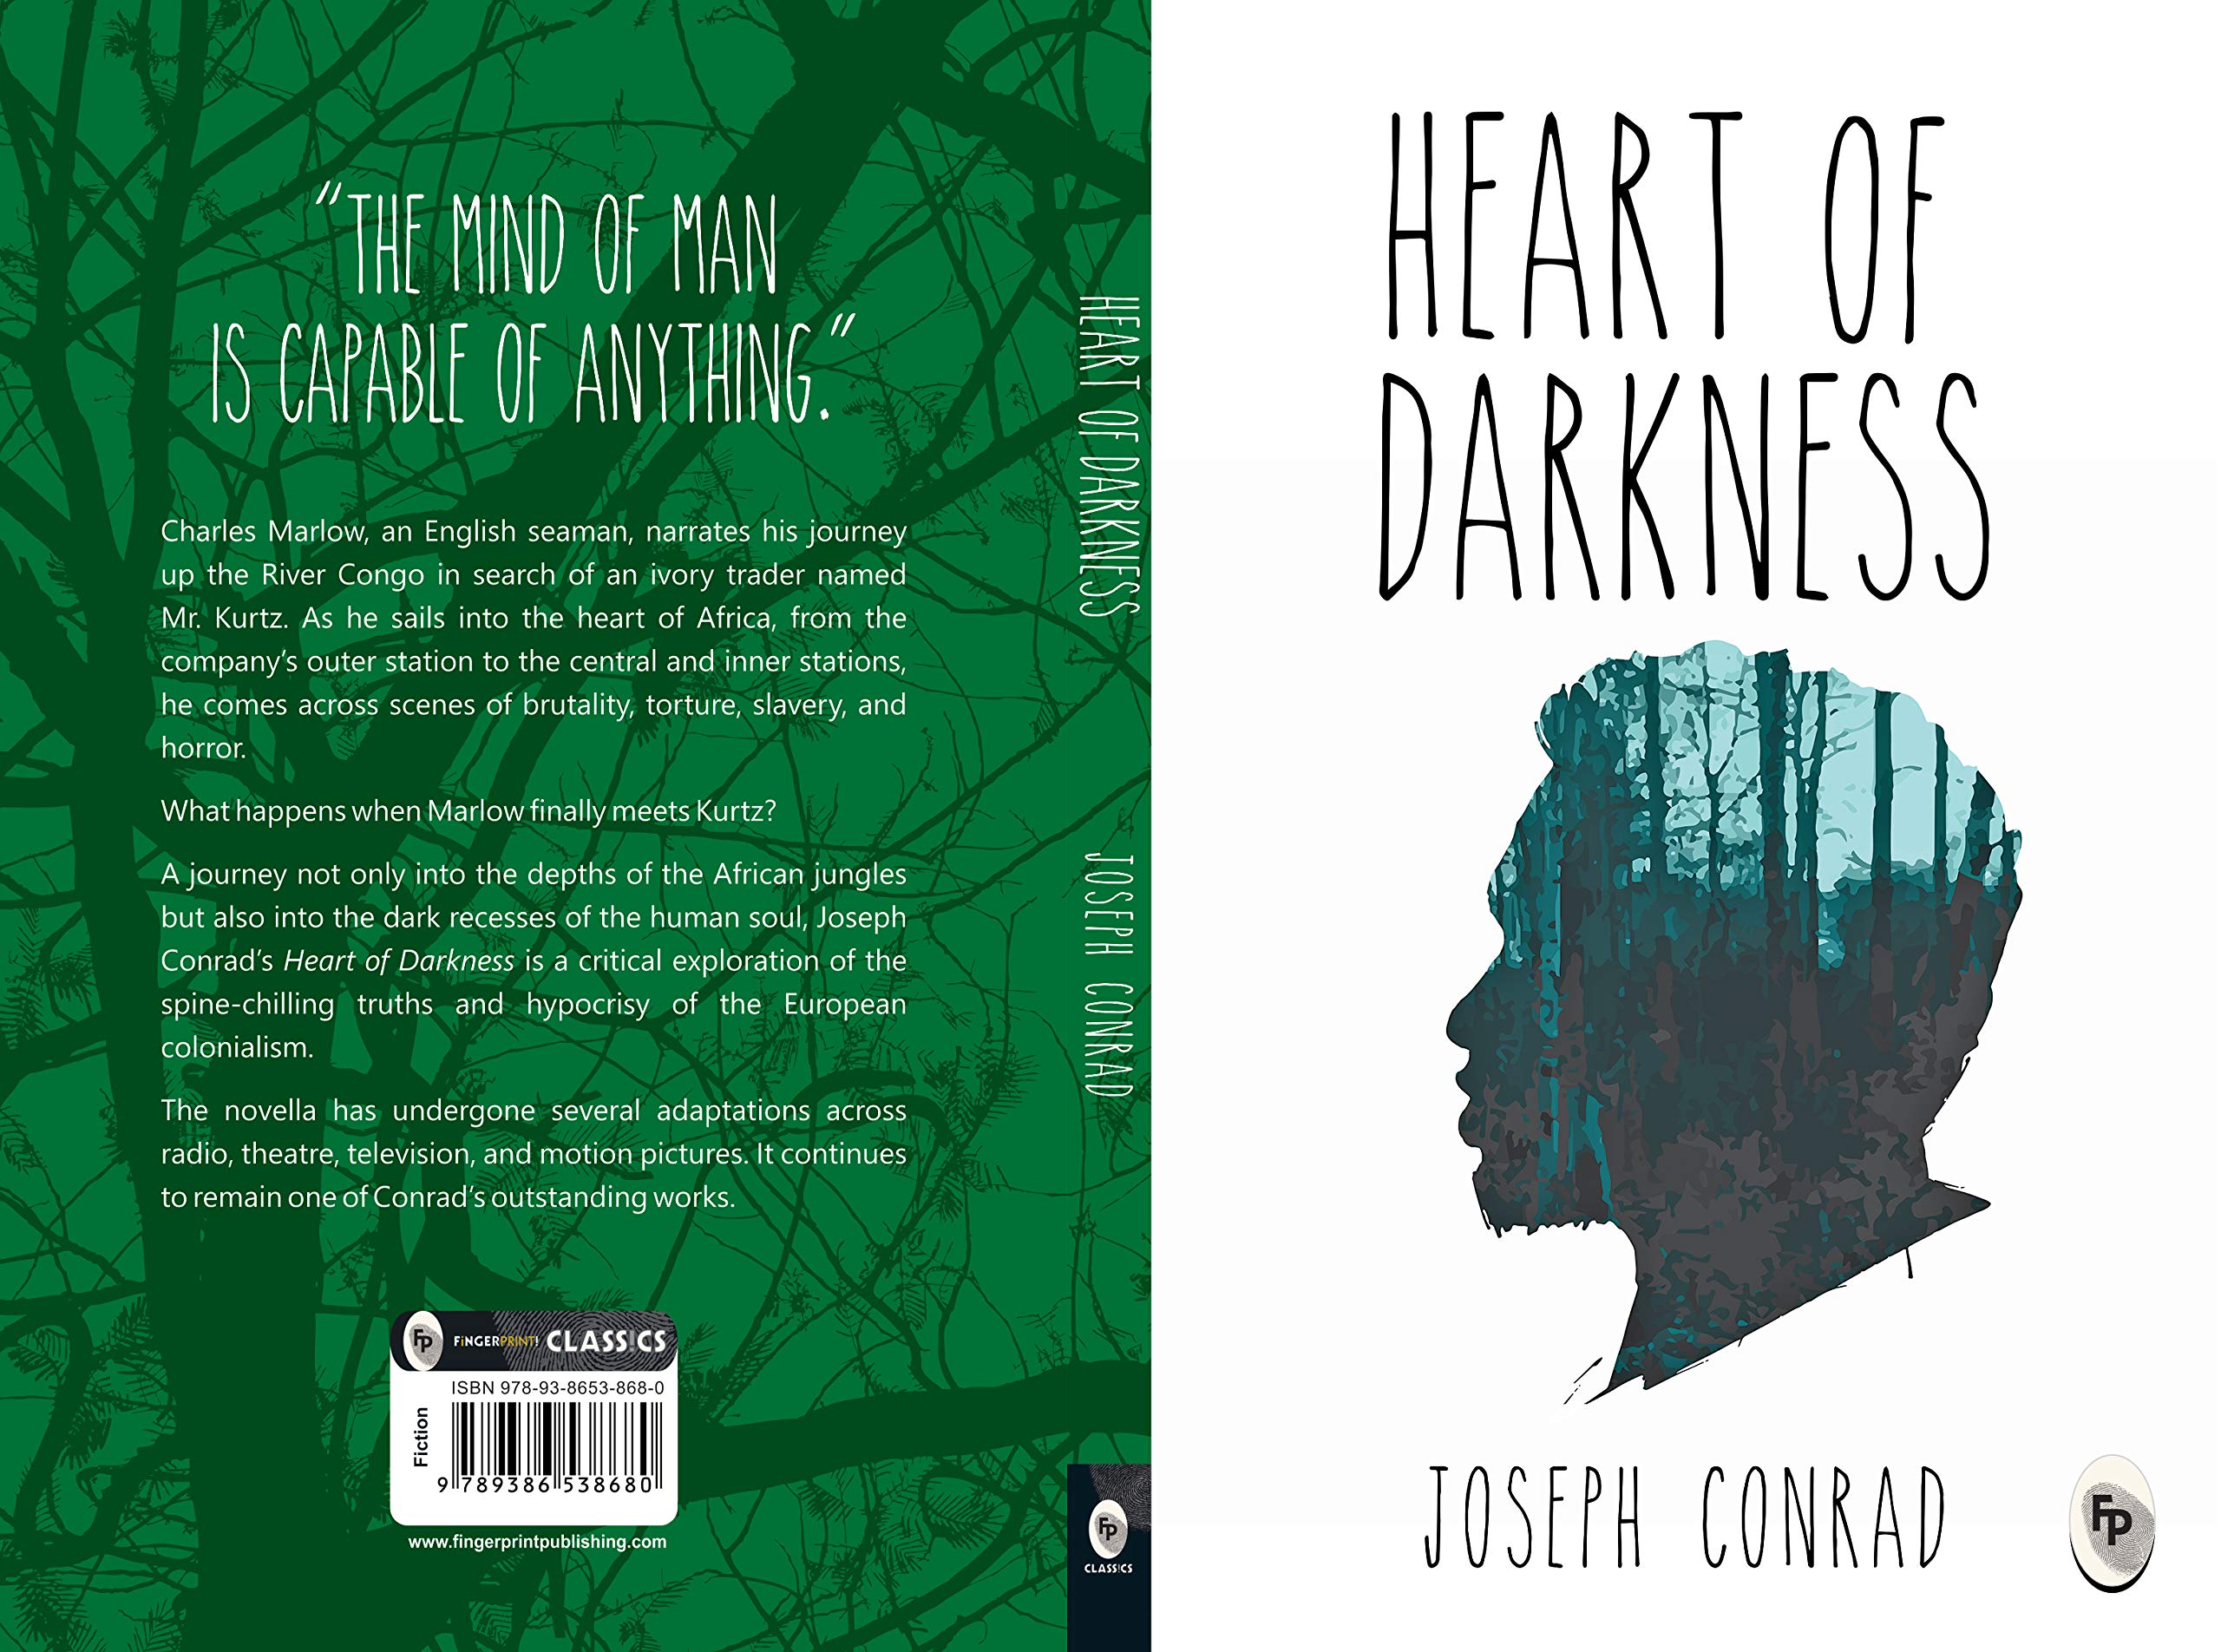 “THE MIND OF MAN
IS CAPABLE OF ANYTHING.”
Charles Marlow, an English seaman, narrates his journey
up the River Congo in search of an ivory trader named
Mr. Kurtz. As he sails into the heart of Africa, from the
company’s outer station to the central and inner stations,
he comes across scenes of brutality, torture, slavery, and
horror.
What happens when Marlow finally meets Kurtz?
A journey not only into the depths of the African jungles
but also into the dark recesses of the human soul, Joseph
Conrad’s Heart of Darkness is a critical exploration of the
spine-chilling truths and hypocrisy of the European
colonialism.
The novella has undergone several adaptations across
radio, theatre, television, and motion pictures. It continues
to remain one of Conrad’s outstanding works.
FP FiNGERPRINT! CLASS!CS
ISBN 978-93-8653-868-0
Fiction
9 789386 538680
www.fingerprintpublishing.com
HEART OF DARKNESS
JOSEPH CONRAD
FP
CLASS!CS
HEART OF
DARKNESS
JOSEPH CONRAD
FP